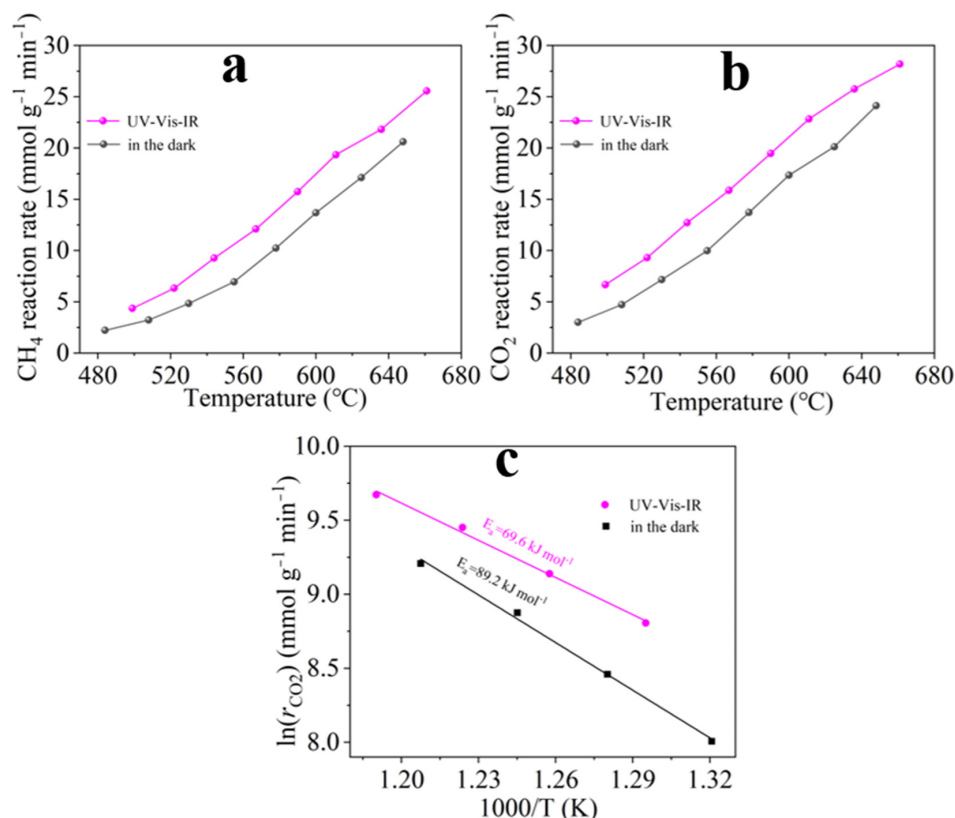 a
CH₄ reaction rate (mmol g⁻¹ min⁻¹)
30
25
20
15
10
5
0
UV-Vis-IR
in the dark
480 520 560 600 640 680
Temperature (℃)
b
CO₂ reaction rate (mmol g⁻¹ min⁻¹)
30
25
20
15
10
5
0
UV-Vis-IR
in the dark
480 520 560 600 640 680
Temperature (℃)
c
ln(r_CO2) (mmol g⁻¹ min⁻¹)
10.0
9.5
9.0
8.5
8.0
UV-Vis-IR
in the dark
Eₐ=69.6 kJ mol⁻¹
Eₐ=89.2 kJ mol⁻¹
1.20 1.23 1.26 1.29 1.32
1000/T (K)